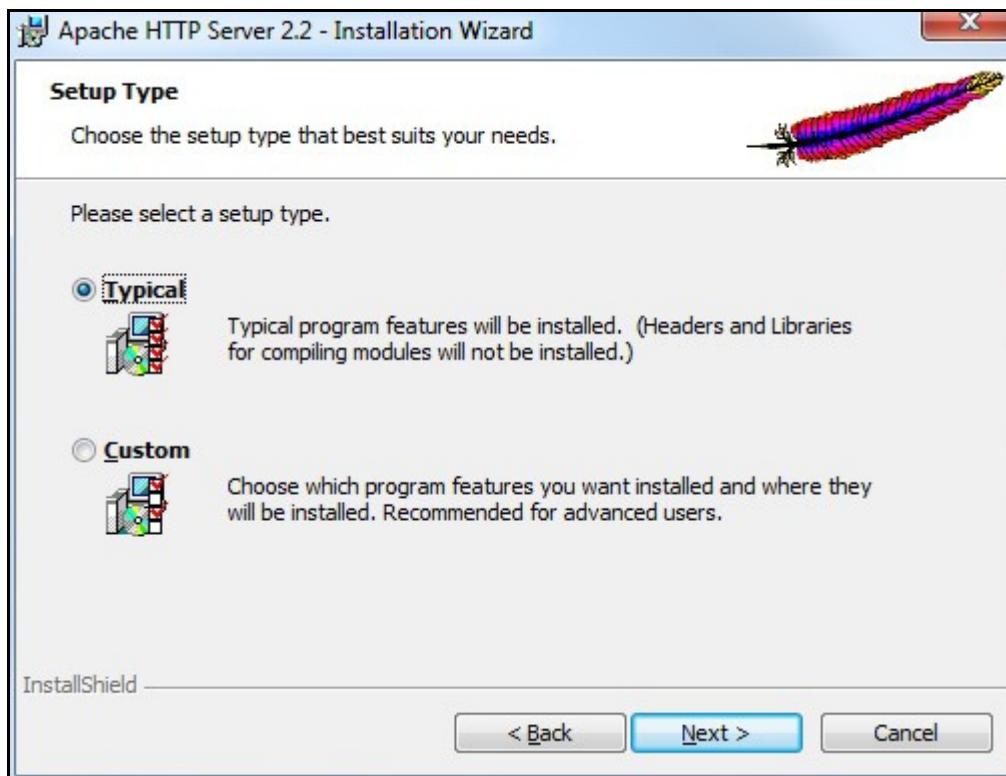 Apache HTTP Server 2.2 - Installation Wizard
Setup Type
Choose the setup type that best suits your needs.
Please select a setup type.
Typical
Typical program features will be installed.  (Headers and Libraries
for compiling modules will not be installed.)
Custom
Choose which program features you want installed and where they
will be installed. Recommended for advanced users.
InstallShield
< Back Next > Cancel